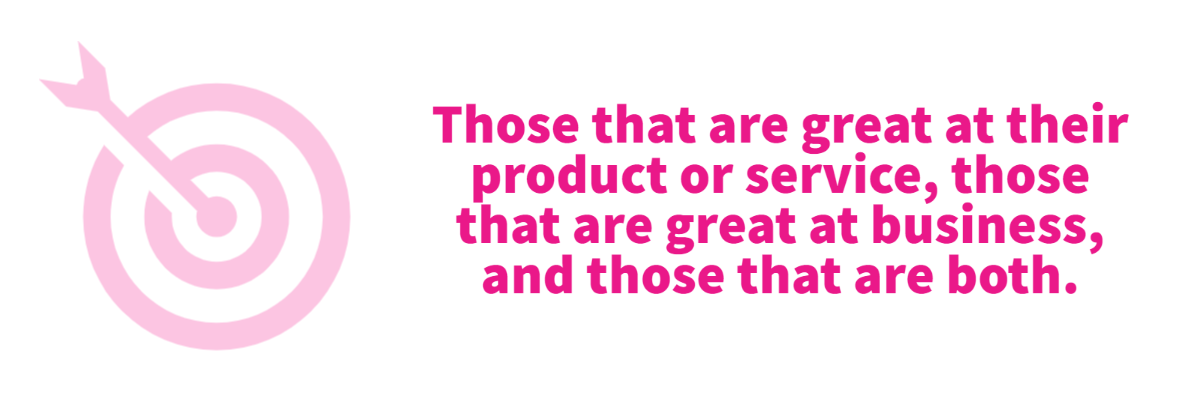 Those that are great at their
product or service, those
that are great at business,
and those that are both.